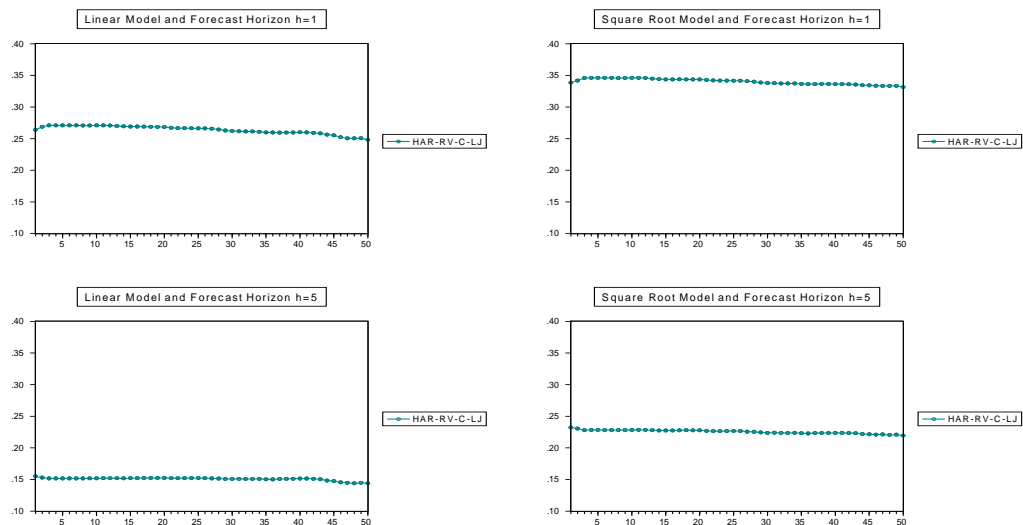 Linear Model and Forecast Horizon h=1
.40
.35
.30
.25
.20
.15
.10
5 10 15 20 25 30 35 40 45 50
HAR-RV-C-LJ
Square Root Model and Forecast Horizon h=1
.40
.35
.30
.25
.20
.15
.10
5 10 15 20 25 30 35 40 45 50
HAR-RV-C-LJ
Linear Model and Forecast Horizon h=5
.40
.35
.30
.25
.20
.15
.10
5 10 15 20 25 30 35 40 45 50
HAR-RV-C-LJ
Square Root Model and Forecast Horizon h=5
.40
.35
.30
.25
.20
.15
.10
5 10 15 20 25 30 35 40 45 50
HAR-RV-C-LJ